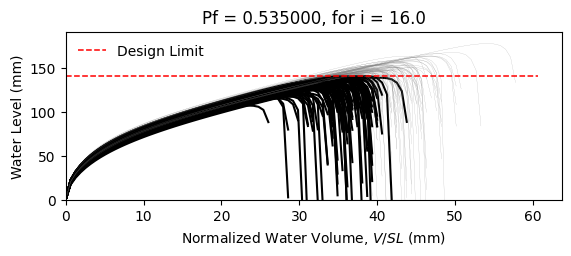 Pf = 0.535000, for i = 16.0
Design Limit
Water Level (mm)
150
100
50
0
0 10 20 30 40 50 60
Normalized Water Volume, V/SL (mm)